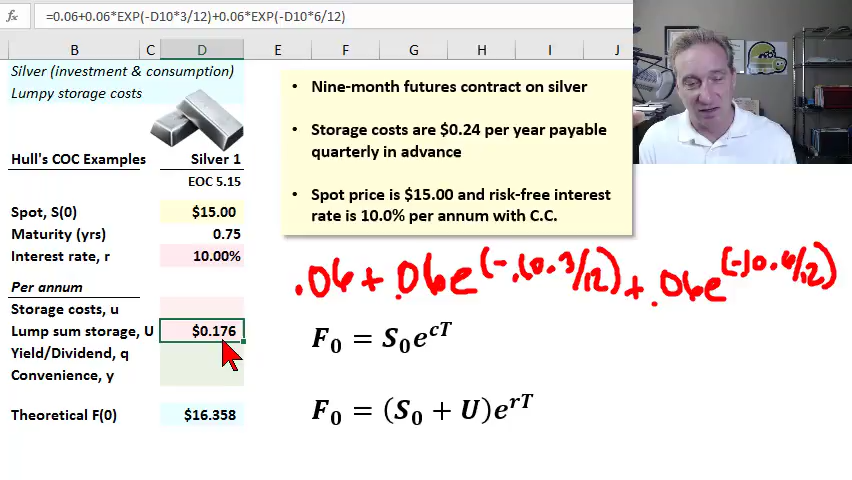 fx =0.06+0.06*EXP(-D10*3/12)+0.06*EXP(-D10*6/12)
B C D E F G H I J
Silver (investment & consumption)
Lumpy storage costs
Hull's COC Examples Silver 1
EOC 5.15
Spot, S(0) $15.00
Maturity (yrs) 0.75
Interest rate, r 10.00%
Per annum
Storage costs, u
Lump sum storage, U $0.176
Yield/Dividend, q
Convenience, y
Theoretical F(0) $16.358
• Nine-month futures contract on silver
• Storage costs are $0.24 per year payable
quarterly in advance
• Spot price is $15.00 and risk-free interest
rate is 10.0% per annum with C.C.
.06 + .06e^(-.10·3/12) + .06e^(-.10·6/12)
F₀ = S₀e^cT
F₀ = (S₀ + U)e^rT